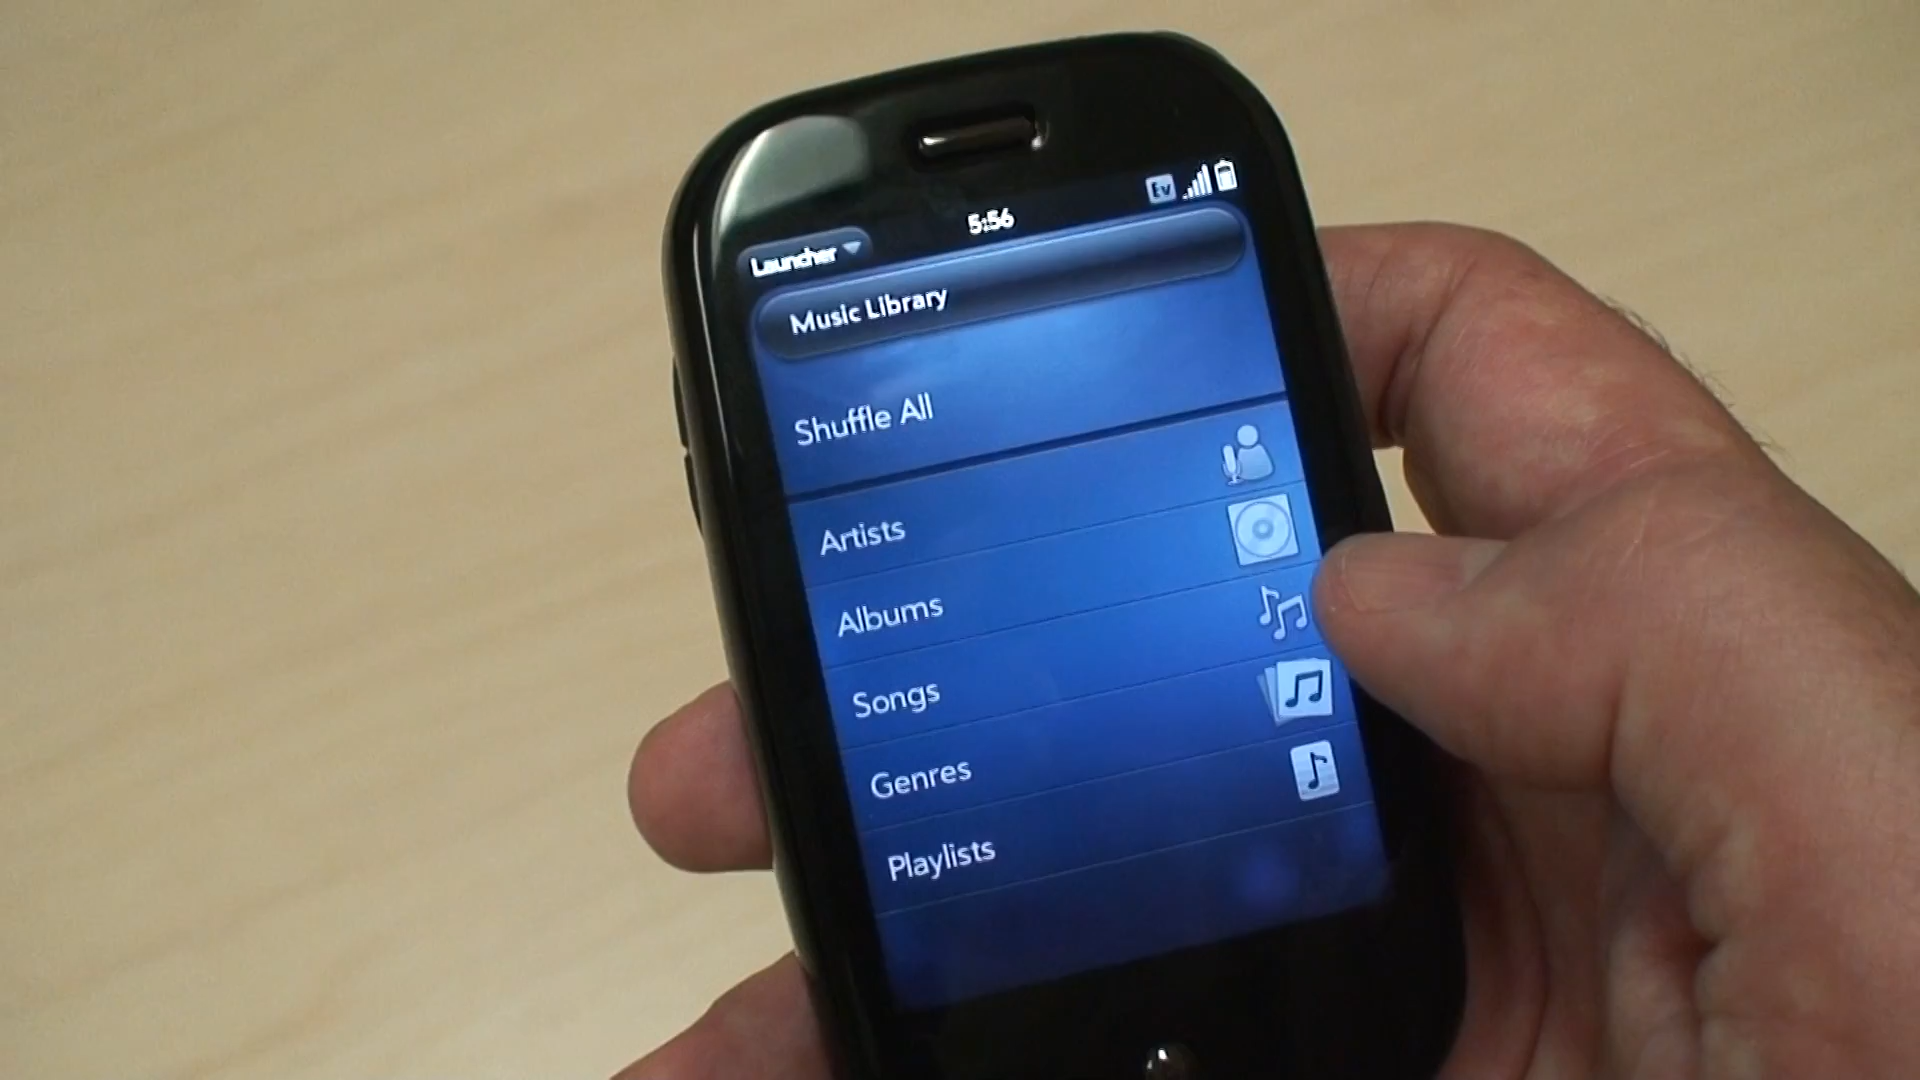 Ev
5:56
Launcher
Music Library
Shuffle All
Artists
Albums
Songs
Genres
Playlists